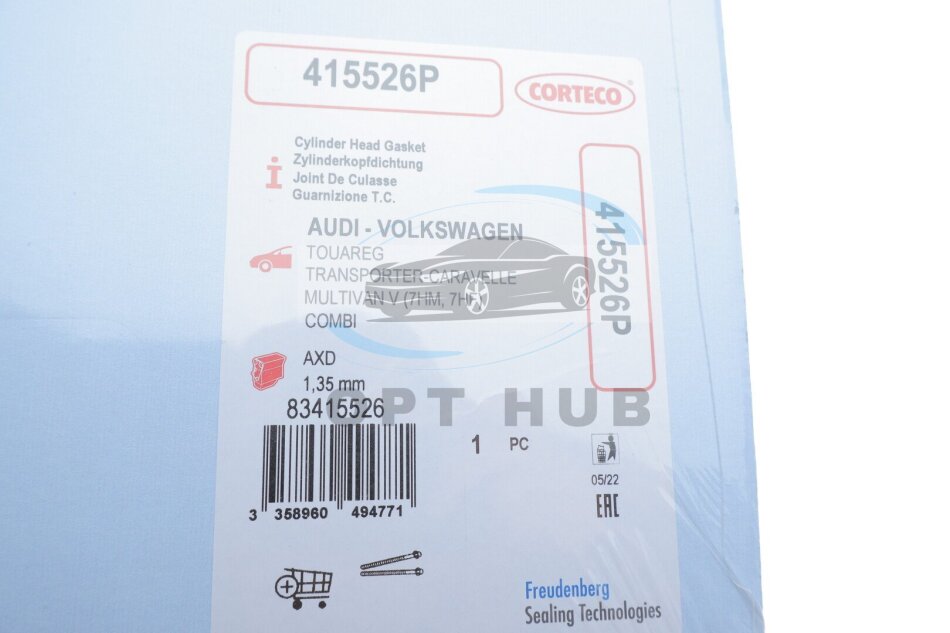 415526P
CORTECO
Cylinder Head Gasket
Zylinderkopfdichtung
Joint De Culasse
Guarnizione T.C.
415526P
AUDI - VOLKSWAGEN
TOUAREG
TRANSPORTER-CARAVELLE
MULTIVAN V (7HM, 7H
COMBI
AXD
1,35 mm
83415526
OPT HUB
1 PC
05/22
EAC
3 358960 494771
Freudenberg
Sealing Technologies